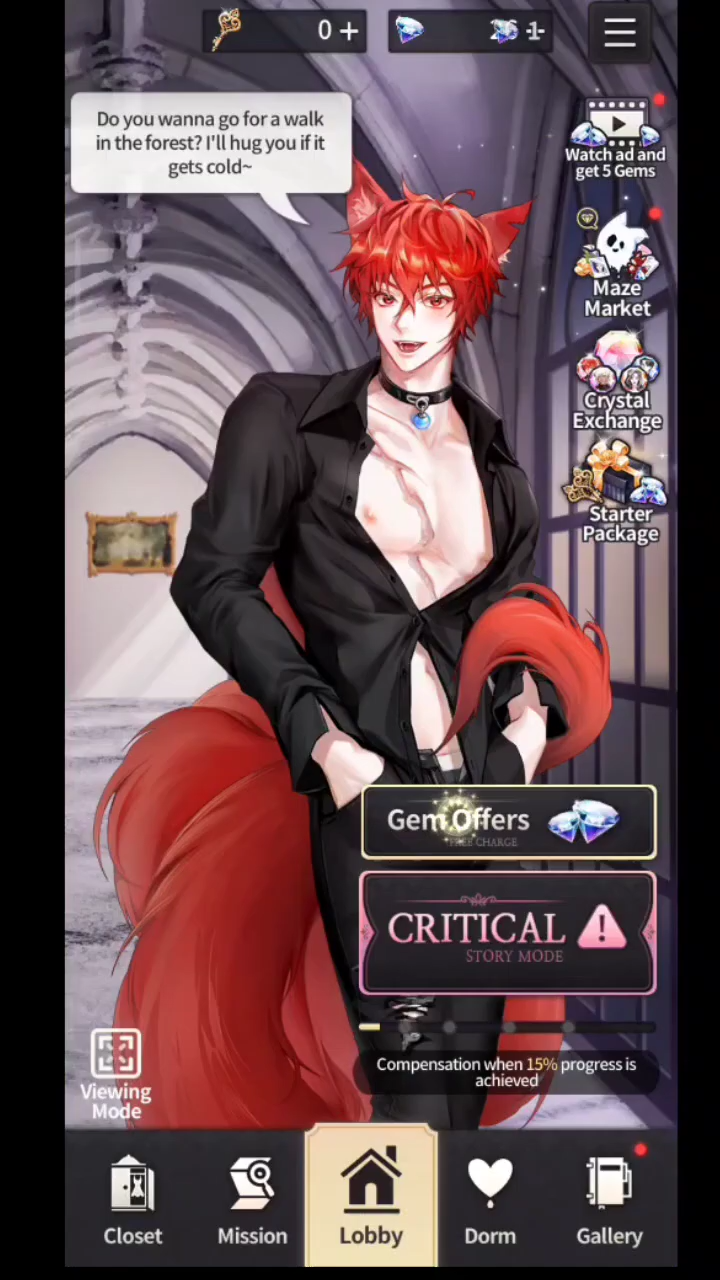 0 +
Do you wanna go for a walk
in the forest? I'll hug you if it
gets cold~
Watch ad and
get 5 Gems
Maze
Market
Crystal
Exchange
Starter
Package
Gem Offers
FREE CHARGE
CRITICAL
STORY MODE
Compensation when 15% progress is
achieved
Viewing
Mode
Closet
Mission
Lobby
Dorm
Gallery